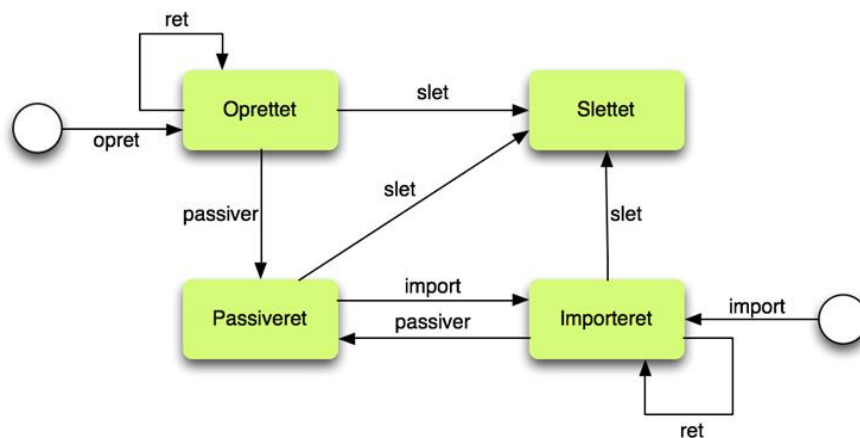 ret
Oprettet
slet
Slettet
opret
passiver
slet
slet
Passiveret
import
passiver
Importeret
import
ret